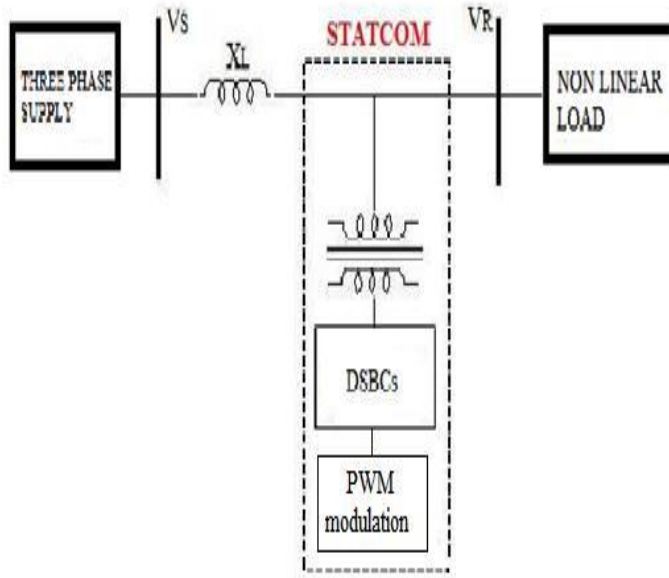 VS
VR
STATCOM
XL
THREE PHASE
SUPPLY
NON LINEAR
LOAD
DSBCs
PWM
modulation